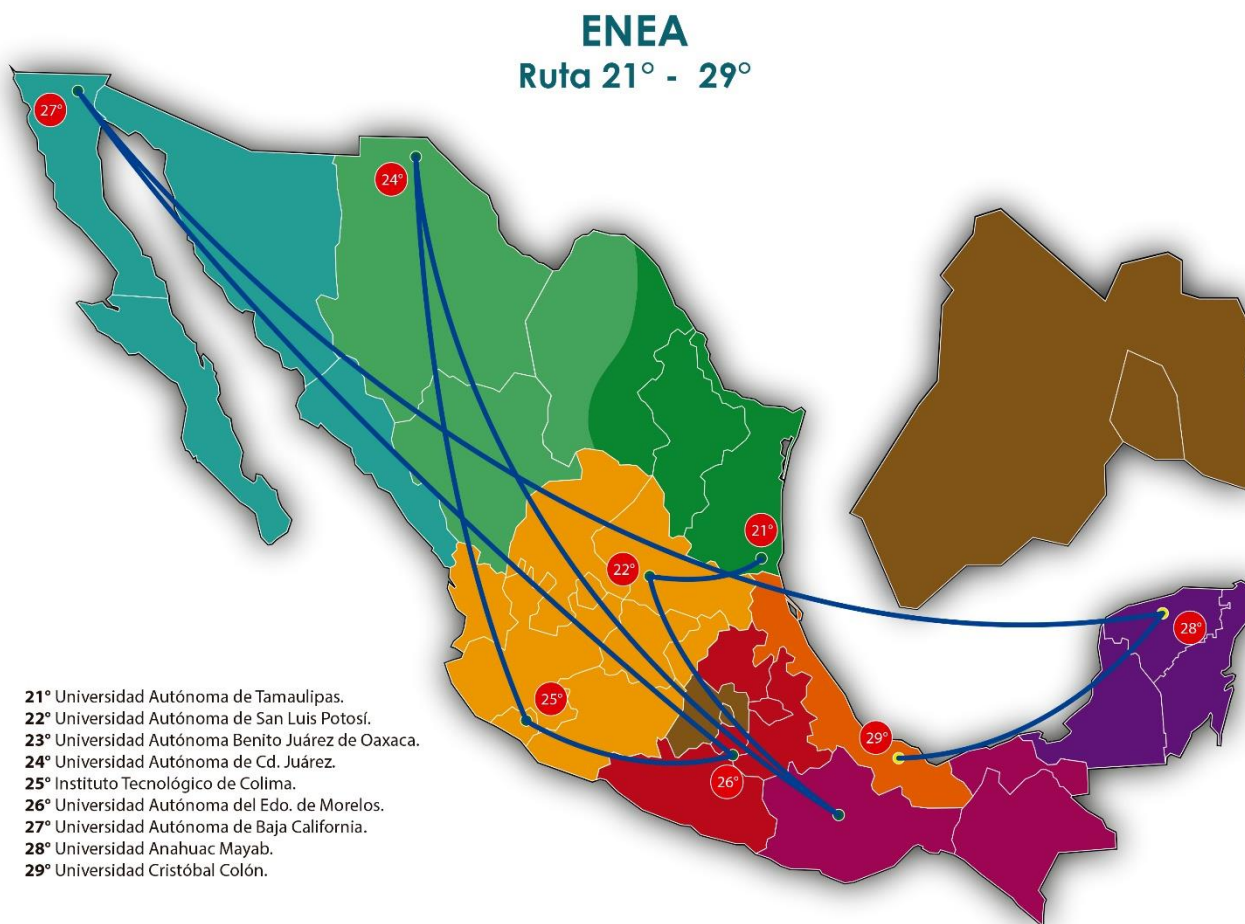 ENEA
Ruta 21° - 29°
27°
24°
21°
22°
28°
25°
29°
26°
21° Universidad Autónoma de Tamaulipas.
22° Universidad Autónoma de San Luis Potosí.
23° Universidad Autónoma Benito Juárez de Oaxaca.
24° Universidad Autónoma de Cd. Juárez.
25° Instituto Tecnológico de Colima.
26° Universidad Autónoma del Edo. de Morelos.
27° Universidad Autónoma de Baja California.
28° Universidad Anahuac Mayab.
29° Universidad Cristóbal Colón.